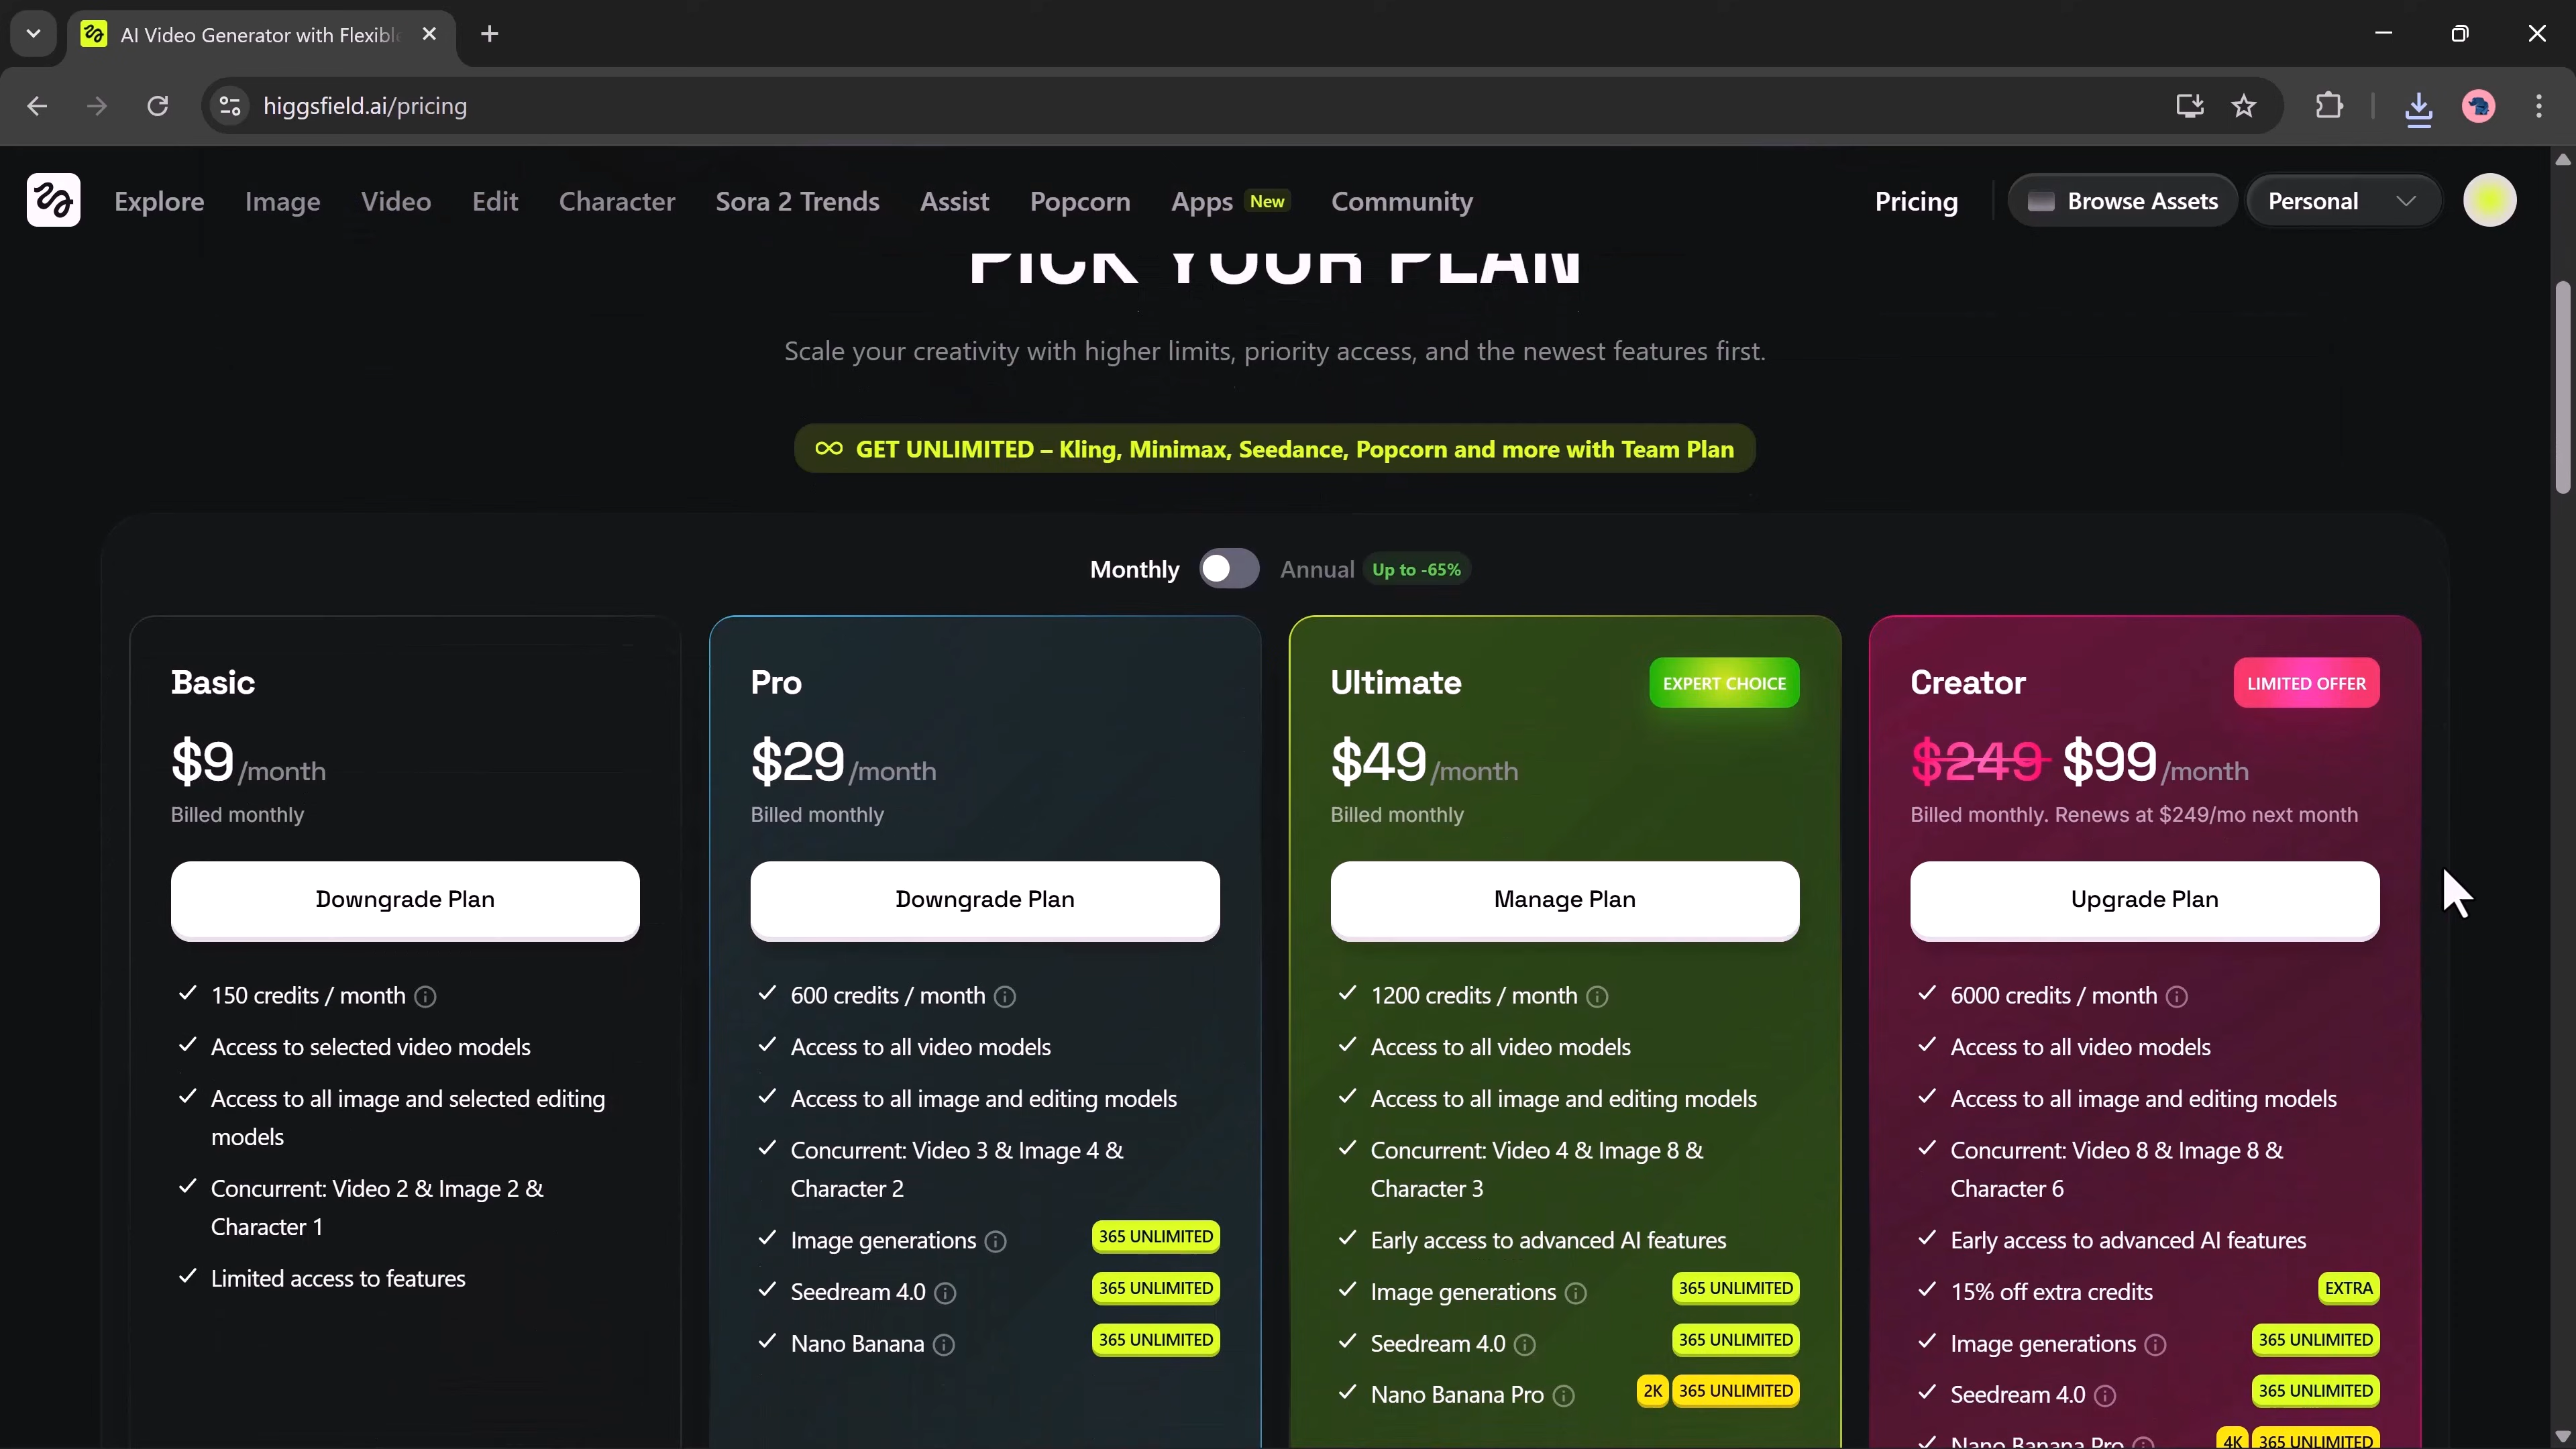 AI Video Generator with Flexible
higgsfield.ai/pricing
Explore Image Video Edit Character Sora 2 Trends Assist Popcorn Apps New Community Pricing Browse Assets Personal
PICK YOUR PLAN
Scale your creativity with higher limits, priority access, and the newest features first.
GET UNLIMITED – Kling, Minimax, Seedance, Popcorn and more with Team Plan
Monthly Annual Up to -65%
Basic
$9/month
Billed monthly
Downgrade Plan
150 credits / month
Access to selected video models
Access to all image and selected editing
models
Concurrent: Video 2 & Image 2 &
Character 1
Limited access to features
Pro
$29/month
Billed monthly
Downgrade Plan
600 credits / month
Access to all video models
Access to all image and editing models
Concurrent: Video 3 & Image 4 &
Character 2
Image generations 365 UNLIMITED
Seedream 4.0 365 UNLIMITED
Nano Banana 365 UNLIMITED
Ultimate EXPERT CHOICE
$49/month
Billed monthly
Manage Plan
1200 credits / month
Access to all video models
Access to all image and editing models
Concurrent: Video 4 & Image 8 &
Character 3
Early access to advanced AI features
Image generations 365 UNLIMITED
Seedream 4.0 365 UNLIMITED
Nano Banana Pro 2K 365 UNLIMITED
Creator LIMITED OFFER
$249 $99/month
Billed monthly. Renews at $249/mo next month
Upgrade Plan
6000 credits / month
Access to all video models
Access to all image and editing models
Concurrent: Video 8 & Image 8 &
Character 6
Early access to advanced AI features
15% off extra credits EXTRA
Image generations 365 UNLIMITED
Seedream 4.0 365 UNLIMITED
Nano Banana Pro 4K 365 UNLIMITED